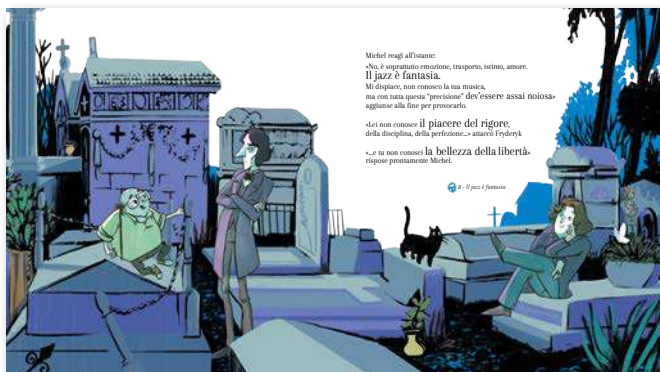 Michel reagì all'istante:
«No, è soprattutto emozione, trasporto, istinto, amore.
Il jazz è fantasia.
Mi dispiace, non conosco la tua musica,
ma con tutta questa "precisione" dev'essere assai noiosa»
aggiunse alla fine per provocarlo.
«Lei non conosce il piacere del rigore,
della disciplina, della perfezione...» attaccò Fryderyk
«...e tu non conosci la bellezza della libertà»
rispose prontamente Michel.
8 - Il jazz è fantasia